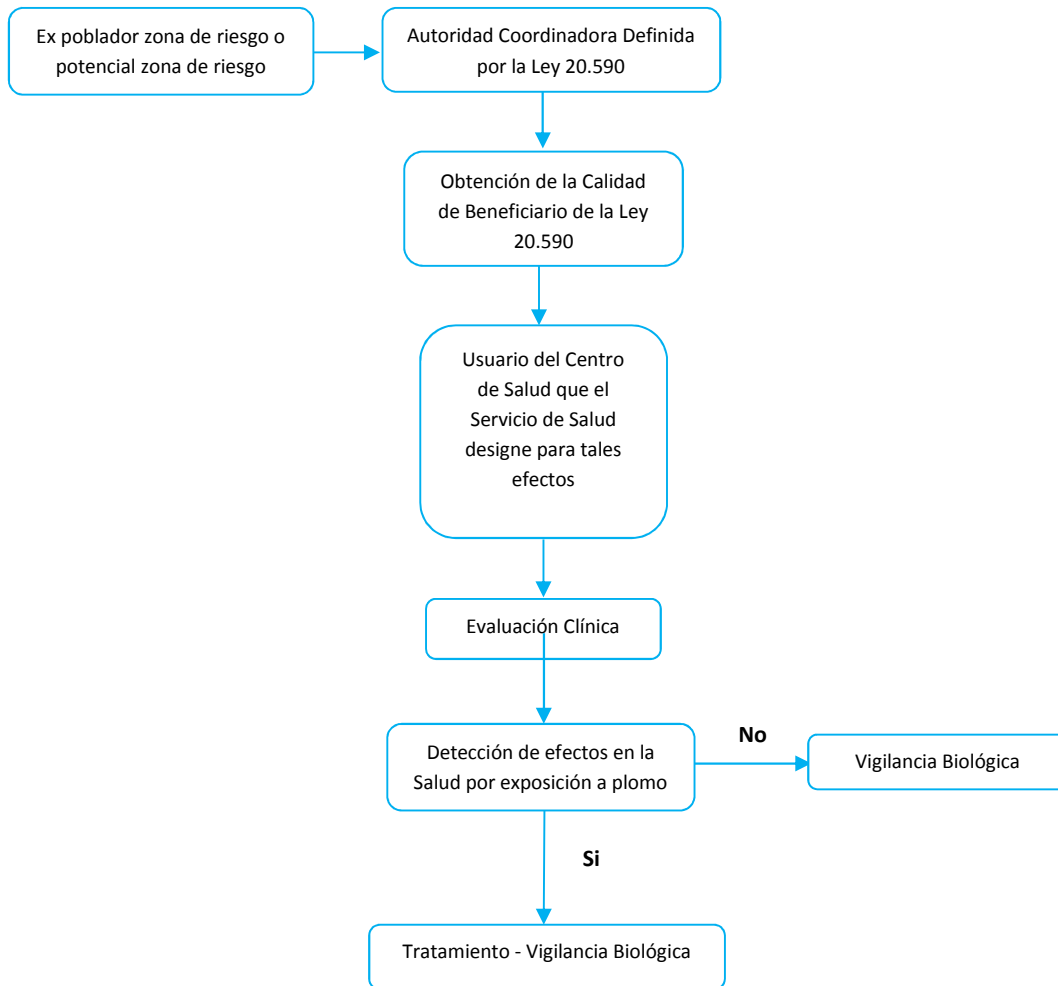 Ex poblador zona de riesgo o
potencial zona de riesgo
Autoridad Coordinadora Definida
por la Ley 20.590
Obtención de la Calidad
de Beneficiario de la Ley
20.590
Usuario del Centro
de Salud que el
Servicio de Salud
designe para tales
efectos
Evaluación Clínica
Detección de efectos en la
Salud por exposición a plomo
No
Vigilancia Biológica
Si
Tratamiento - Vigilancia Biológica